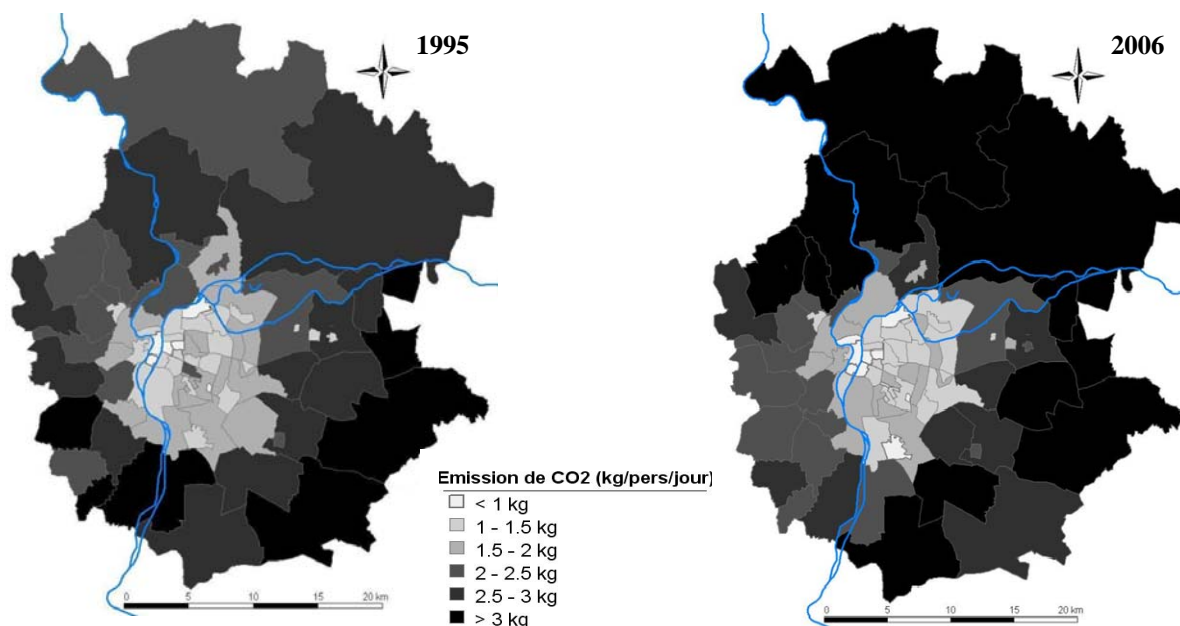 1995
2006
Emission de CO2 (kg/pers/jour)
< 1 kg
1 - 1.5 kg
1.5 - 2 kg
2 - 2.5 kg
2.5 - 3 kg
> 3 kg
0 5 10 15 20 km
0 5 10 15 20 km